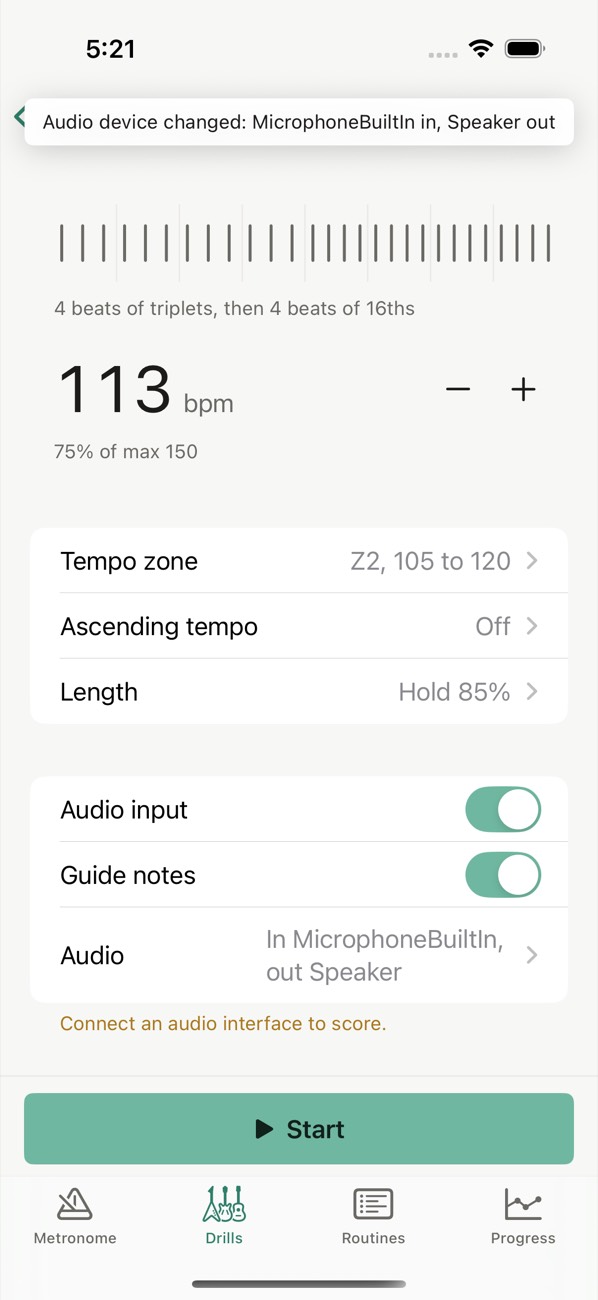 5:21
Audio device changed: MicrophoneBuiltIn in, Speaker out
4 beats of triplets, then 4 beats of 16ths
113 bpm
75% of max 150
Tempo zone Z2, 105 to 120
Ascending tempo Off
Length Hold 85%
Audio input
Guide notes
Audio In MicrophoneBuiltIn,
out Speaker
Connect an audio interface to score.
Start
Metronome Drills Routines Progress